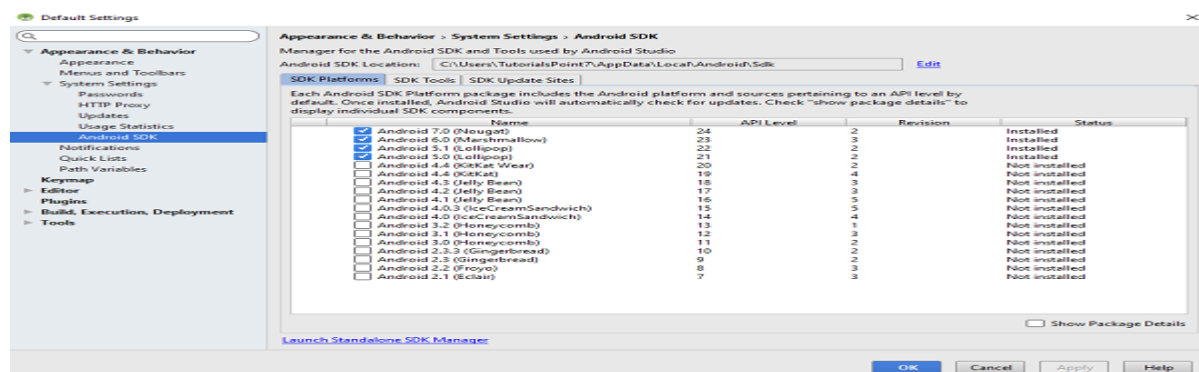 Default Settings
Appearance & Behavior
Appearance
Menus and Toolbars
System Settings
Passwords
HTTP Proxy
Updates
Usage Statistics
Android SDK
Notifications
Quick Lists
Path Variables
Keymap
Editor
Plugins
Build, Execution, Deployment
Tools
Appearance & Behavior › System Settings › Android SDK
Manager for the Android SDK and Tools used by Android Studio
Android SDK Location: C:\Users\TutorialsPoint7\AppData\Local\Android\Sdk Edit
SDK Platforms SDK Tools SDK Update Sites
Each Android SDK Platform package includes the Android platform and sources pertaining to an API level by
default. Once installed, Android Studio will automatically check for updates. Check "show package details" to
display individual SDK components.
Name API Level Revision Status
Android 7.0 (Nougat) 24 2 Installed
Android 6.0 (Marshmallow) 23 3 Installed
Android 5.1 (Lollipop) 22 2 Installed
Android 5.0 (Lollipop) 21 2 Installed
Android 4.4 (KitKat Wear) 20 2 Not installed
Android 4.4 (KitKat) 19 4 Not installed
Android 4.3 (Jelly Bean) 18 3 Not installed
Android 4.2 (Jelly Bean) 17 3 Not installed
Android 4.1 (Jelly Bean) 16 5 Not installed
Android 4.0.3 (IceCreamSandwich) 15 5 Not installed
Android 4.0 (IceCreamSandwich) 14 4 Not installed
Android 3.2 (Honeycomb) 13 1 Not installed
Android 3.1 (Honeycomb) 12 3 Not installed
Android 3.0 (Honeycomb) 11 2 Not installed
Android 2.3.3 (Gingerbread) 10 2 Not installed
Android 2.3 (Gingerbread) 9 2 Not installed
Android 2.2 (Froyo) 8 3 Not installed
Android 2.1 (Eclair) 7 3 Not installed
Show Package Details
Launch Standalone SDK Manager
OK Cancel Apply Help